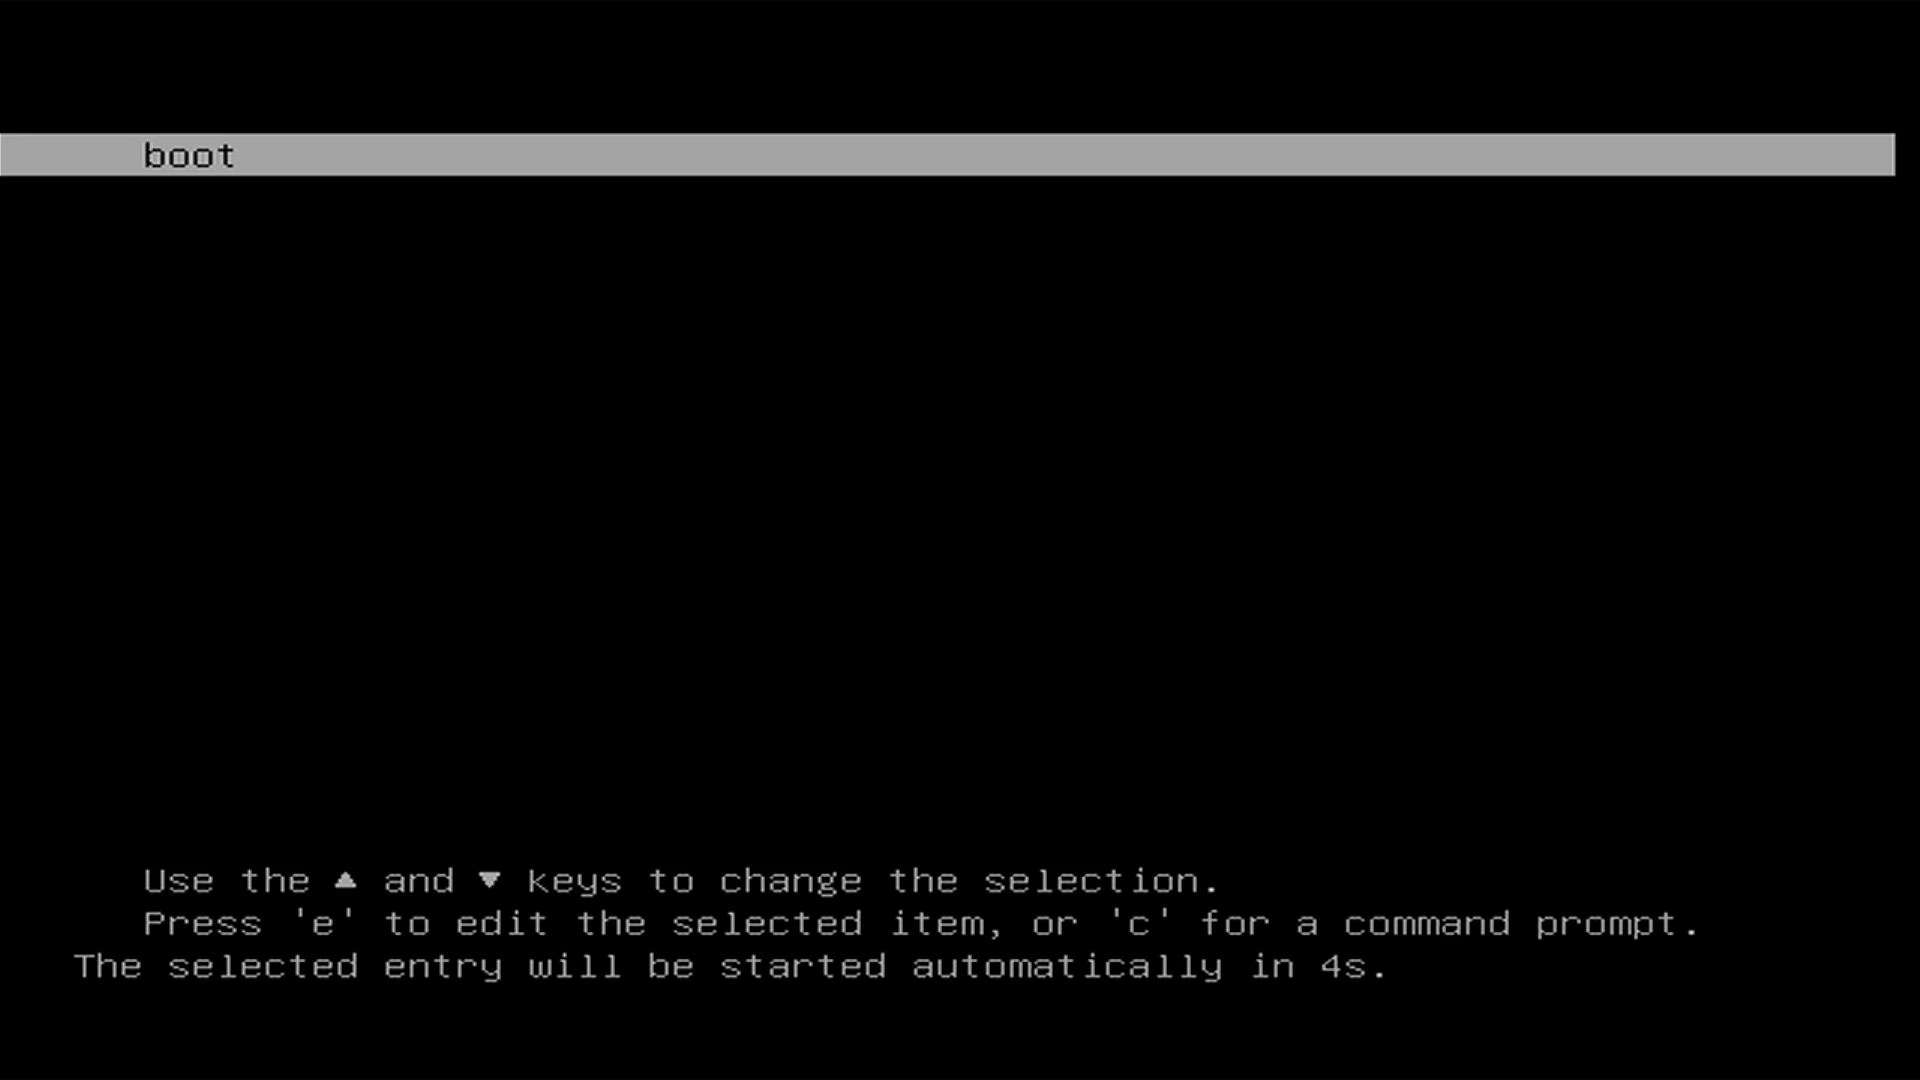 boot
Use the ▲ and ▼ keys to change the selection.
Press 'e' to edit the selected item, or 'c' for a command prompt.
The selected entry will be started automatically in 4s.